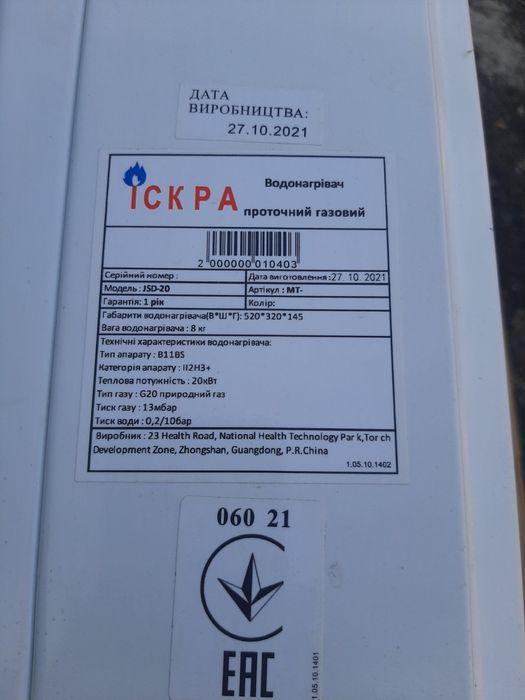 ДАТА
ВИРОБНИЦТВА:
27.10.2021
ІСКРА
Водонагрівач
проточний газовий
2 000000 010403
Серійний номер :
Дата виготовлення :27. 10. 2021
Модель : JSD-20
Артикул : МТ-
Гарантія: 1 рік
Колір:
Габарити водонагрівача(В*Ш*Г): 520*320*145
Вага водонагрівача : 8 кг
Технічні характеристики водонагрівача:
Тип апарату : B11BS
Категорія апарату : II2H3+
Теплова потужність : 20кВт
Тип газу : G20 природний газ
Тиск газу : 13мбар
Тиск води : 0,2/10бар
Виробник : 23 Health Road, National Health Technology Park,Torch
Development Zone, Zhongshan, Guangdong, P.R.China
1.05.10.1402
060 21
EAC
1.05.10.1401